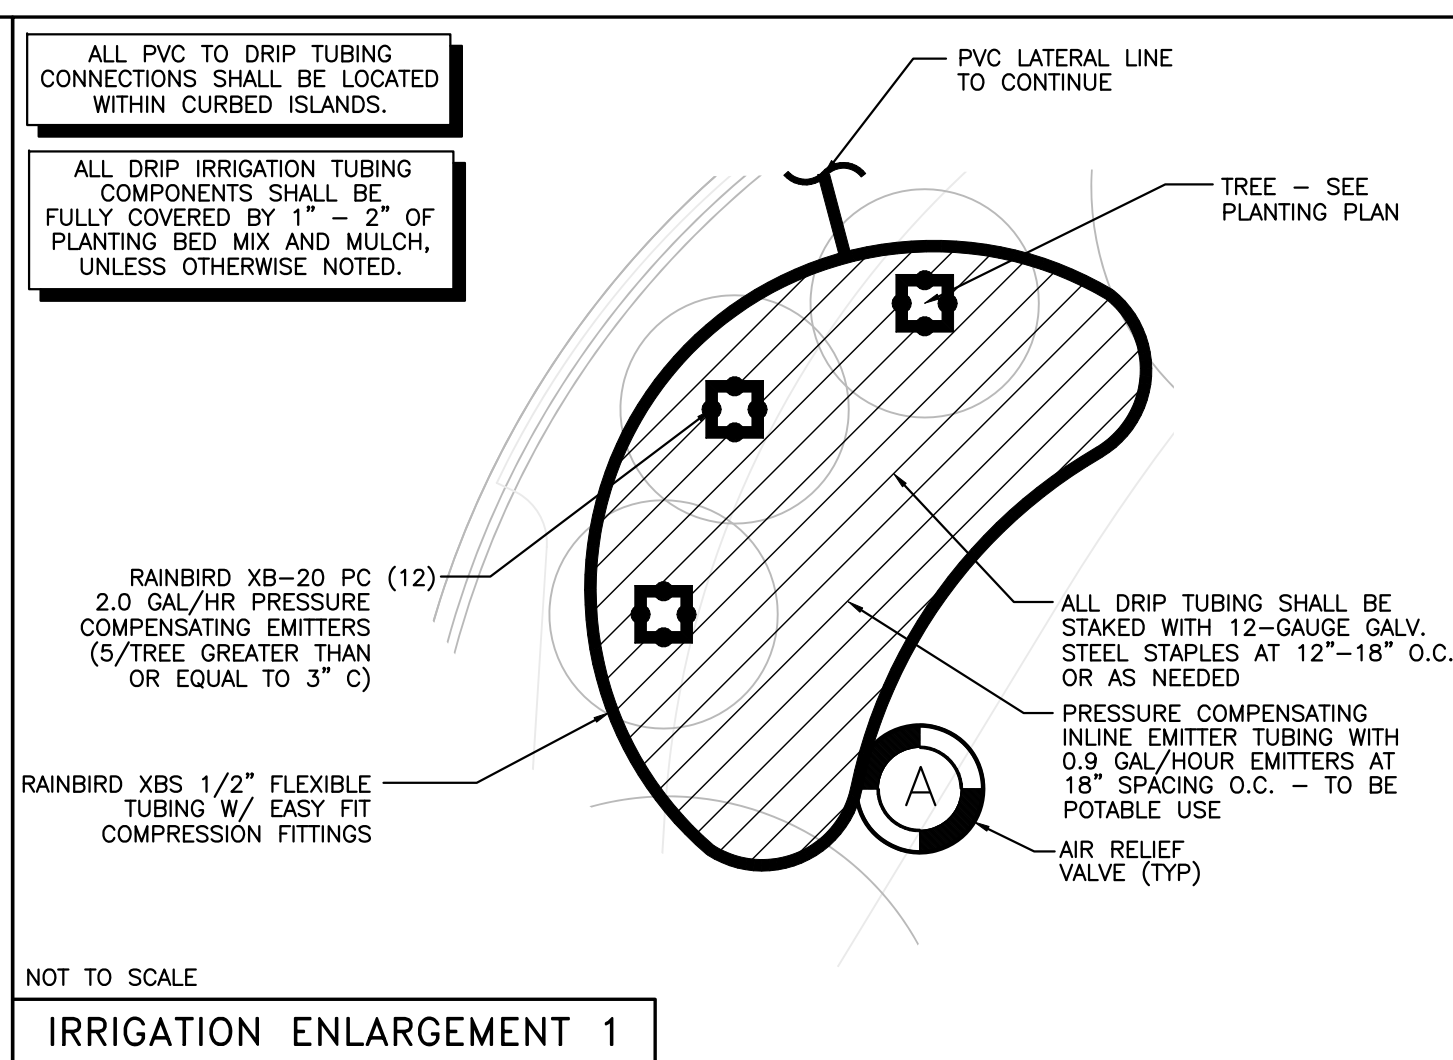 ALL PVC TO DRIP TUBING
CONNECTIONS SHALL BE LOCATED
WITHIN CURBED ISLANDS.
ALL DRIP IRRIGATION TUBING
COMPONENTS SHALL BE
FULLY COVERED BY 1" – 2" OF
PLANTING BED MIX AND MULCH,
UNLESS OTHERWISE NOTED.
PVC LATERAL LINE
TO CONTINUE
TREE – SEE
PLANTING PLAN
RAINBIRD XB–20 PC (12)
2.0 GAL/HR PRESSURE
COMPENSATING EMITTERS
(5/TREE GREATER THAN
OR EQUAL TO 3" C)
RAINBIRD XBS 1/2" FLEXIBLE
TUBING W/ EASY FIT
COMPRESSION FITTINGS
ALL DRIP TUBING SHALL BE
STAKED WITH 12–GAUGE GALV.
STEEL STAPLES AT 12"–18" O.C.
OR AS NEEDED
PRESSURE COMPENSATING
INLINE EMITTER TUBING WITH
0.9 GAL/HOUR EMITTERS AT
18" SPACING O.C. – TO BE
POTABLE USE
A
AIR RELIEF
VALVE (TYP)
NOT TO SCALE
IRRIGATION ENLARGEMENT 1